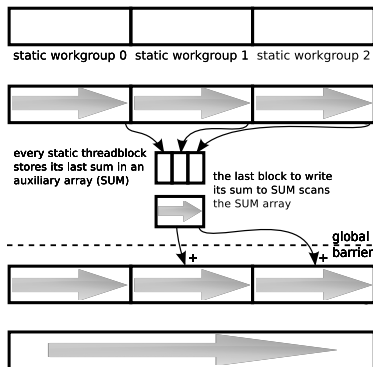 static workgroup 0 static workgroup 1 static workgroup 2
every static threadblock
stores its last sum in an
auxiliary array (SUM)
the last block to write
its sum to SUM scans
the SUM array
global
barrier
+ +